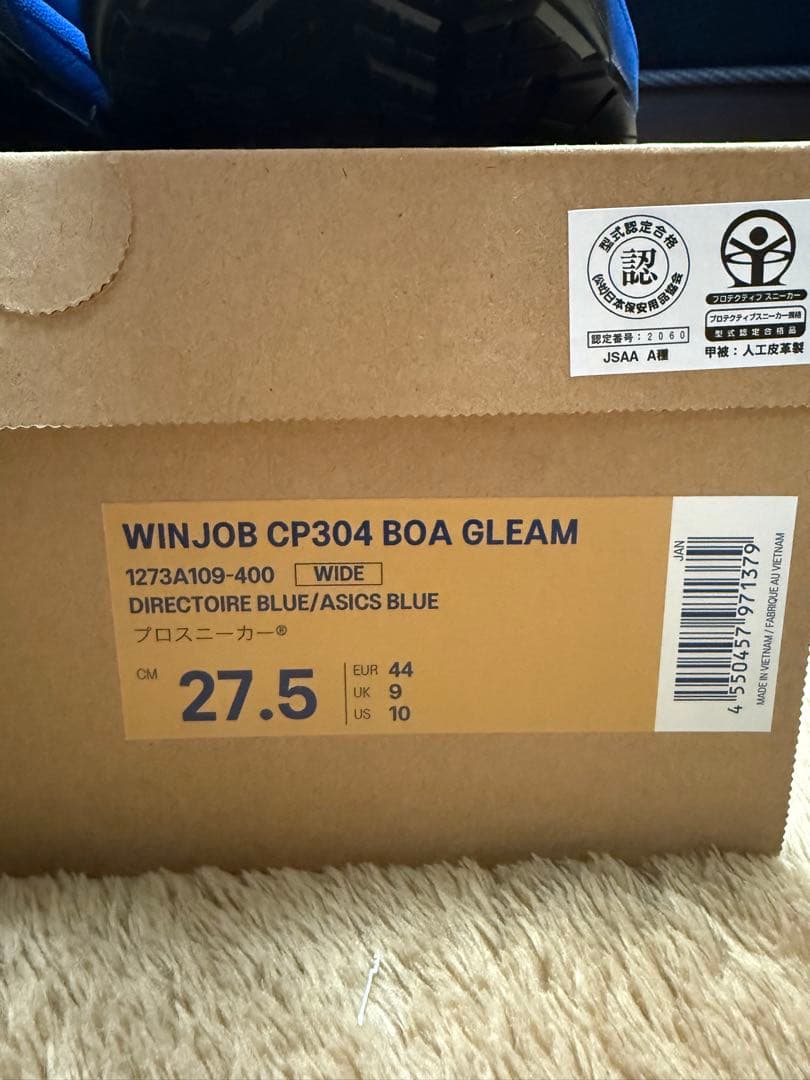 型式認定合格
認
(公社)日本保安用品協会
認定番号:2060
JSAA A種
プロテクティブ スニーカー
プロテクティブスニーカー規格
型式認定合格品
甲被:人工皮革製
WINJOB CP304 BOA GLEAM
1273A109-400 WIDE
DIRECTOIRE BLUE/ASICS BLUE
プロスニーカー®
CM 27.5
EUR 44
UK 9
US 10
JAN
4 550457 971379
MADE IN VIETNAM / FABRIQUE AU VIETNAM